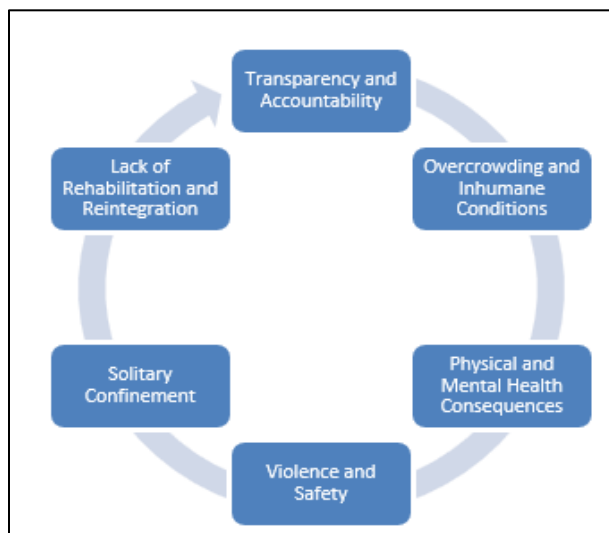 Transparency and
Accountability
Overcrowding and
Inhumane
Conditions
Physical and
Mental Health
Consequences
Violence and
Safety
Solitary
Confinement
Lack of
Rehabilitation and
Reintegration